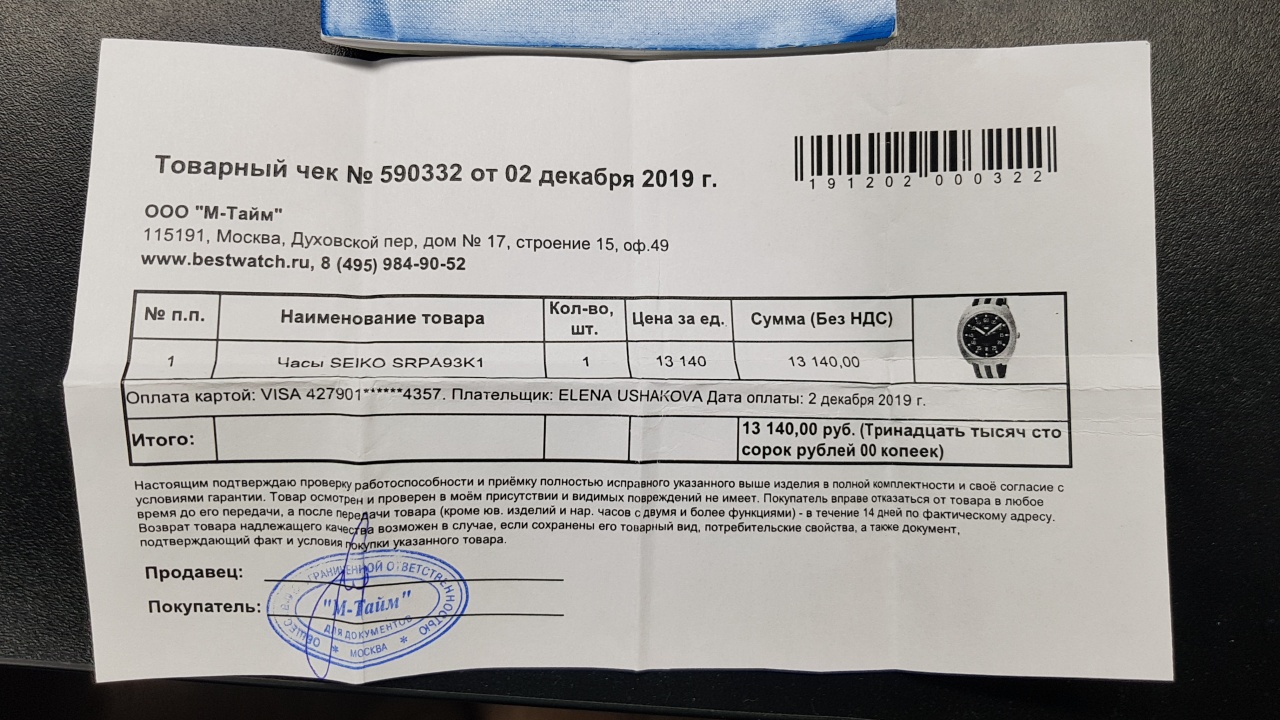 Товарный чек № 590332 от 02 декабря 2019 г.
191202000322
ООО "М-Тайм"
115191, Москва, Духовской пер, дом № 17, строение 15, оф.49
www.bestwatch.ru, 8 (495) 984-90-52
№ п.п. Наименование товара Кол-во, шт. Цена за ед. Сумма (Без НДС)
1 Часы SEIKO SRPA93K1 1 13 140 13 140,00
Оплата картой: VISA 427901******4357. Плательщик: ELENA USHAKOVA Дата оплаты: 2 декабря 2019 г.
Итого: 13 140,00 руб. (Тринадцать тысяч сто
сорок рублей 00 копеек)
Настоящим подтверждаю проверку работоспособности и приёмку полностью исправного указанного выше изделия в полной комплектности и своё согласие с
условиями гарантии. Товар осмотрен и проверен в моём присутствии и видимых повреждений не имеет. Покупатель вправе отказаться от товара в любое
время до его передачи, а после передачи товара (кроме юв. изделий и нар. часов с двумя и более функциями) - в течение 14 дней по фактическому адресу.
Возврат товара надлежащего качества возможен в случае, если сохранены его товарный вид, потребительские свойства, а также документ,
подтверждающий факт и условия покупки указанного товара.
Продавец:
Покупатель:
ОГРАНИЧЕННОЙ ОТВЕТСТВЕННОСТЬЮ
"М-Тайм"
ДЛЯ ДОКУМЕНТОВ
* МОСКВА *